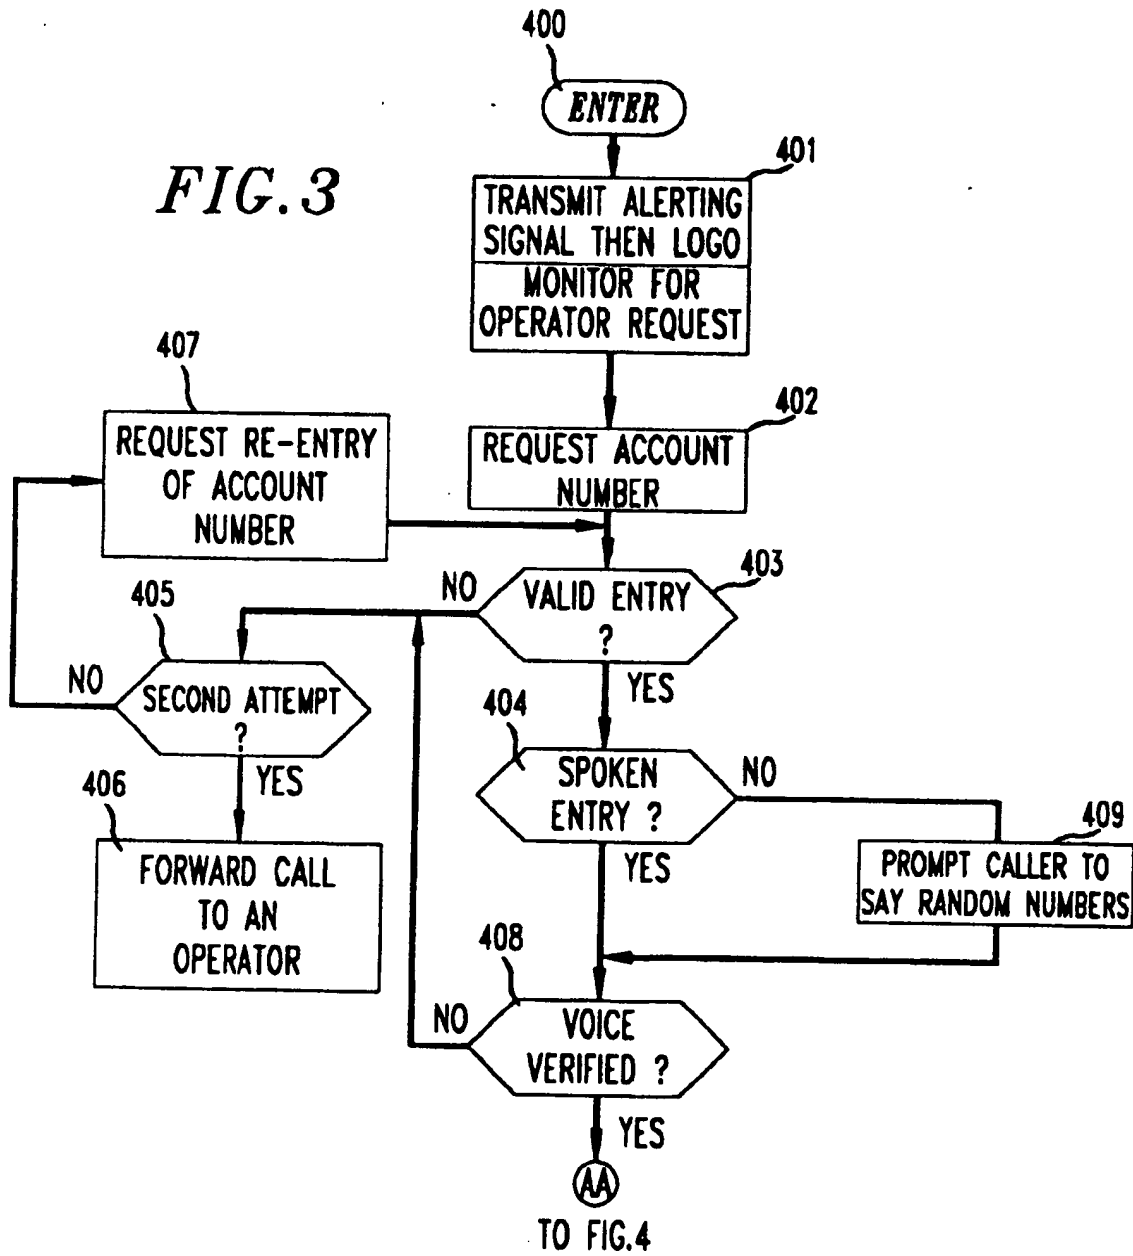 400
ENTER
FIG. 3
401
TRANSMIT ALERTING
SIGNAL THEN LOGO
MONITOR FOR
OPERATOR REQUEST
407
REQUEST RE-ENTRY
OF ACCOUNT
NUMBER
402
REQUEST ACCOUNT
NUMBER
403
VALID ENTRY
?
NO
YES
405
SECOND ATTEMPT
?
NO
YES
406
FORWARD CALL
TO AN
OPERATOR
404
SPOKEN
ENTRY ?
NO
YES
409
PROMPT CALLER TO
SAY RANDOM NUMBERS
408
VOICE
VERIFIED ?
NO
YES
AA
TO FIG.4